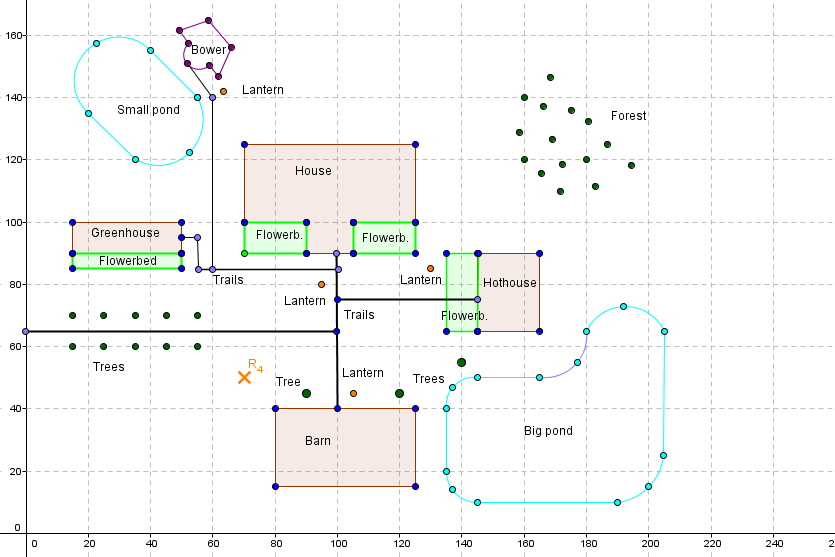 160
Bower
Lantern
140
Small pond
Forest
120
House
100
Greenhouse
Flowerb.
Flowerb.
Flowerbed
80
Trails
Lantern
Lantern
Hothouse
Trails
Flowerb.
60
Trees
R4
Tree
Lantern
Trees
40
Barn
Big pond
20
0
0 20 40 60 80 100 120 140 160 180 200 220 240 2